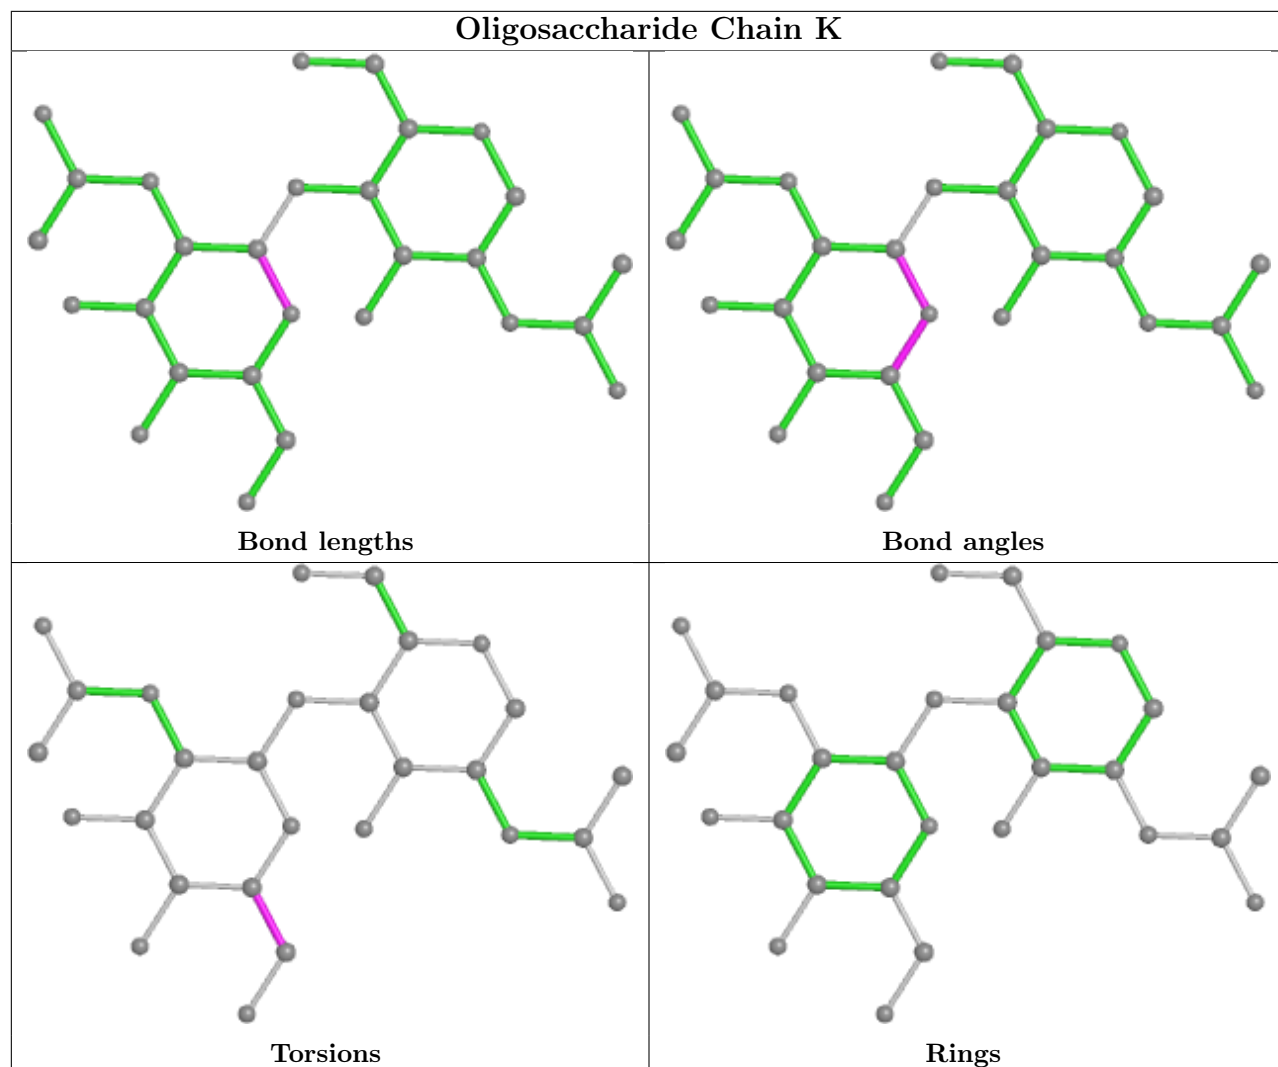 Oligosaccharide Chain K
Bond lengths
Bond angles
Torsions
Rings